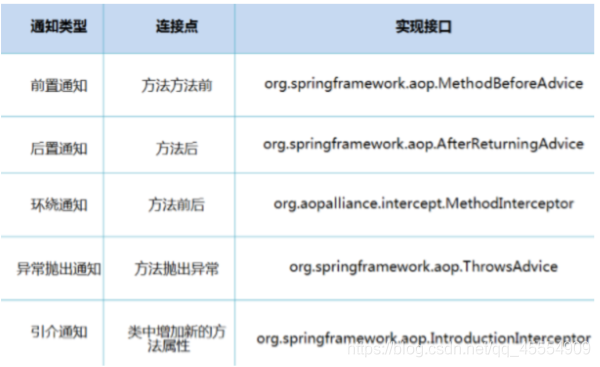 通知类型 连接点 实现接口
前置通知 方法方法前 org.springframework.aop.MethodBeforeAdvice
后置通知 方法后 org.springframework.aop.AfterReturningAdvice
环绕通知 方法前后 org.aopalliance.intercept.MethodInterceptor
异常抛出通知 方法抛出异常 org.springframework.aop.ThrowsAdvice
引介通知 类中增加新的方
法属性 org.springframework.aop.IntroductionInterceptor
https://blog.csdn.net/qq_45554909